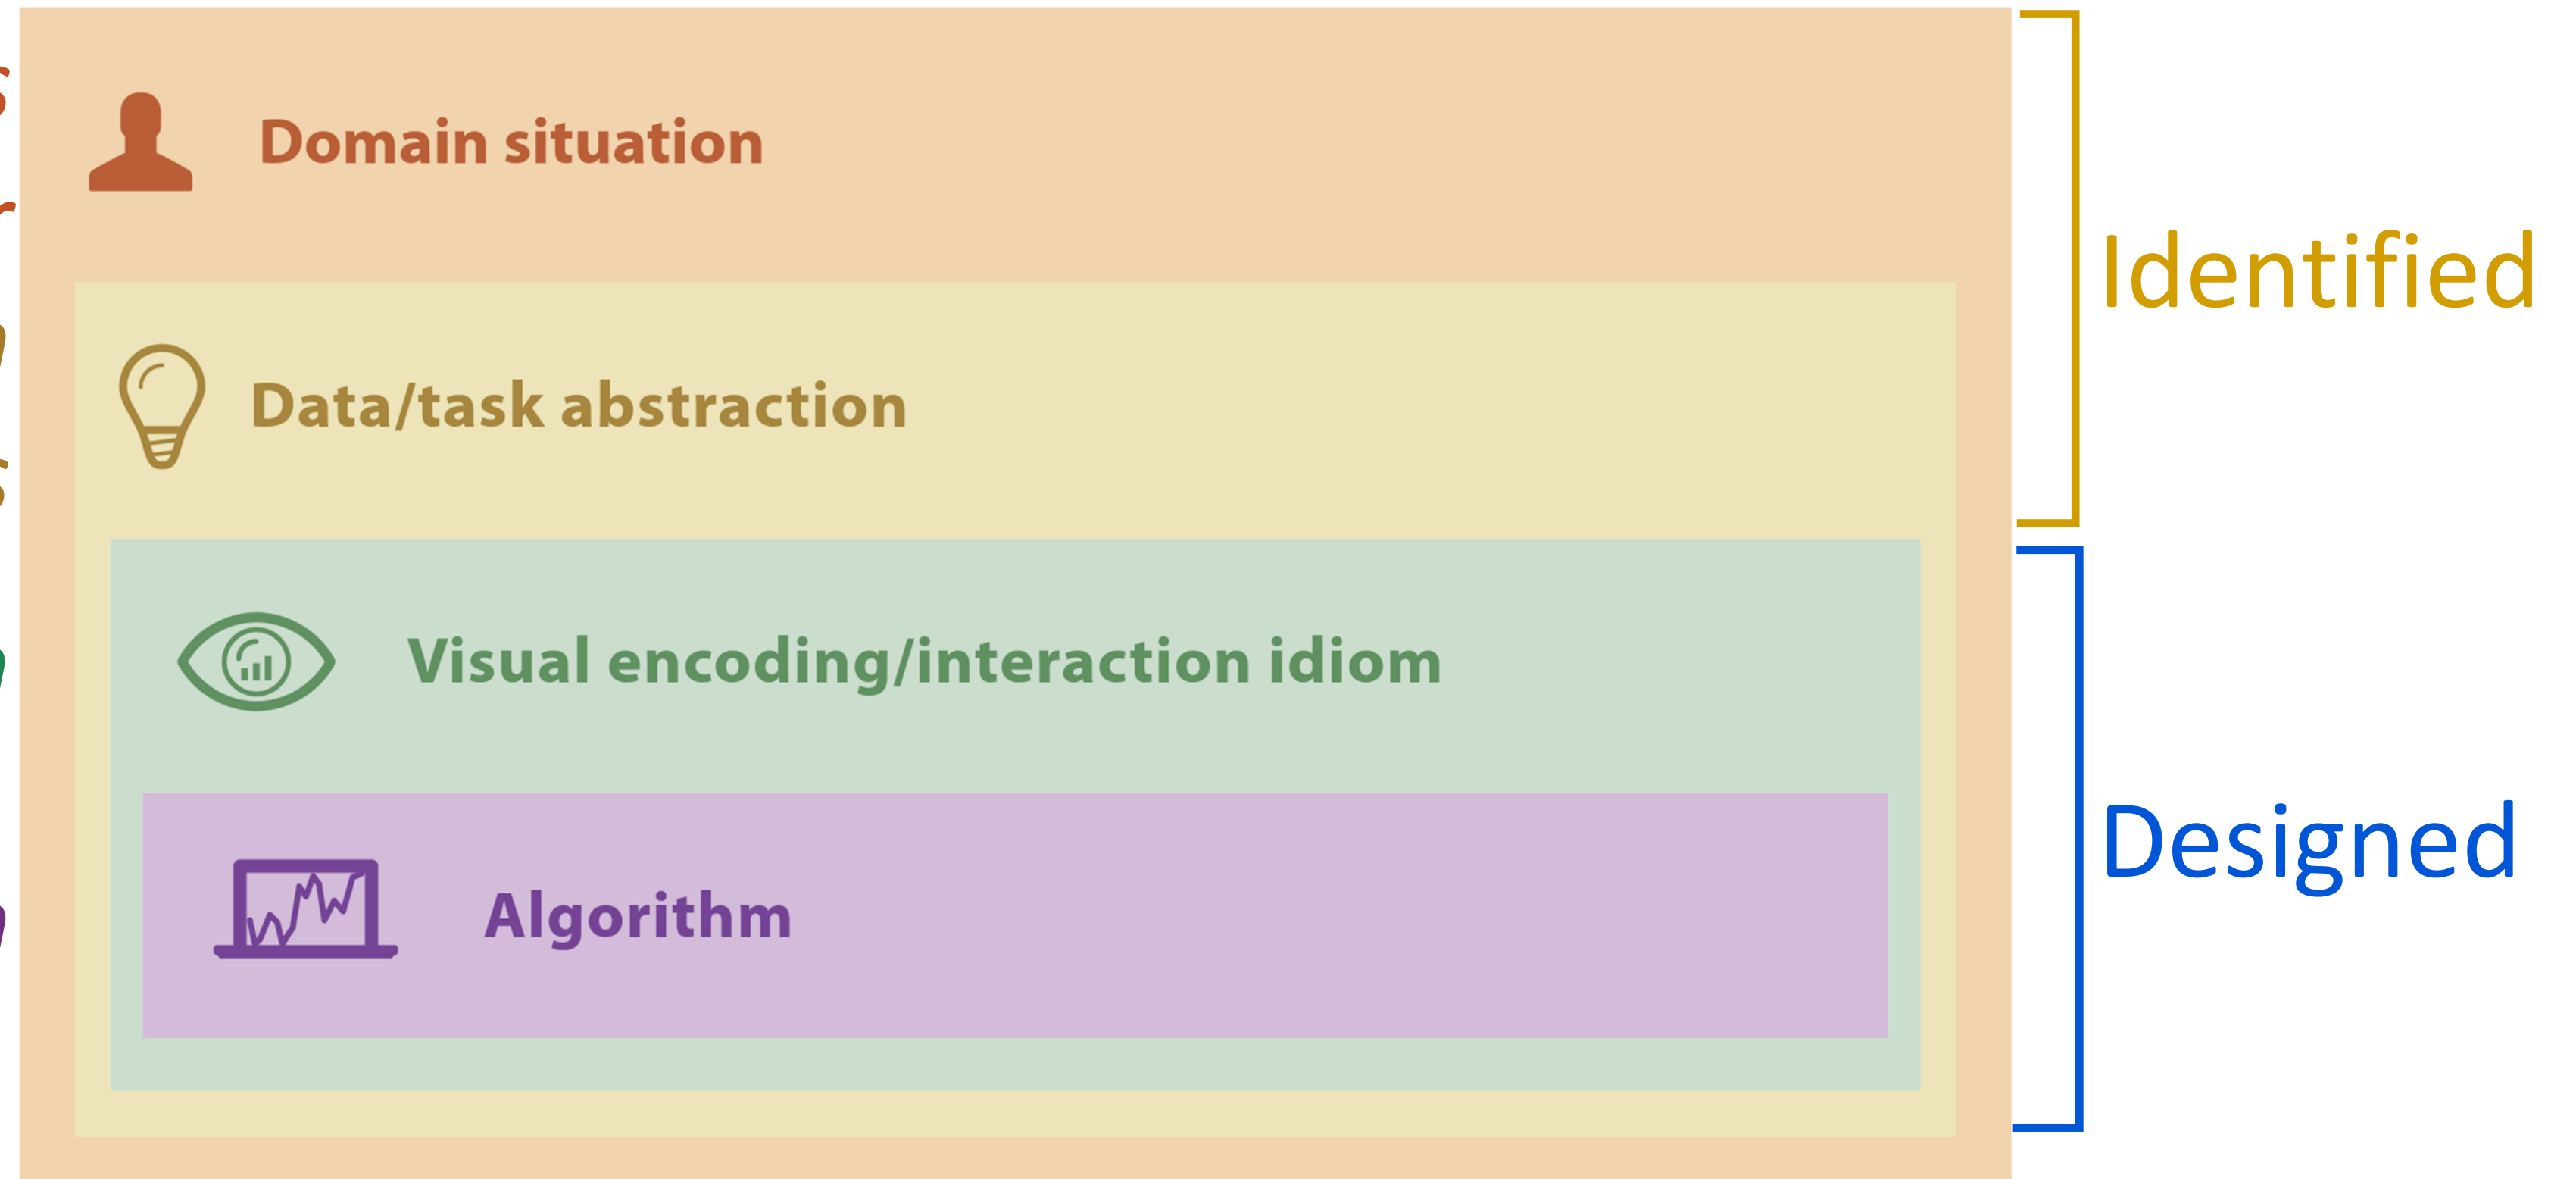 Domain situation
Identified
Data/task abstraction
Visual encoding/interaction idiom
Designed
Algorithm